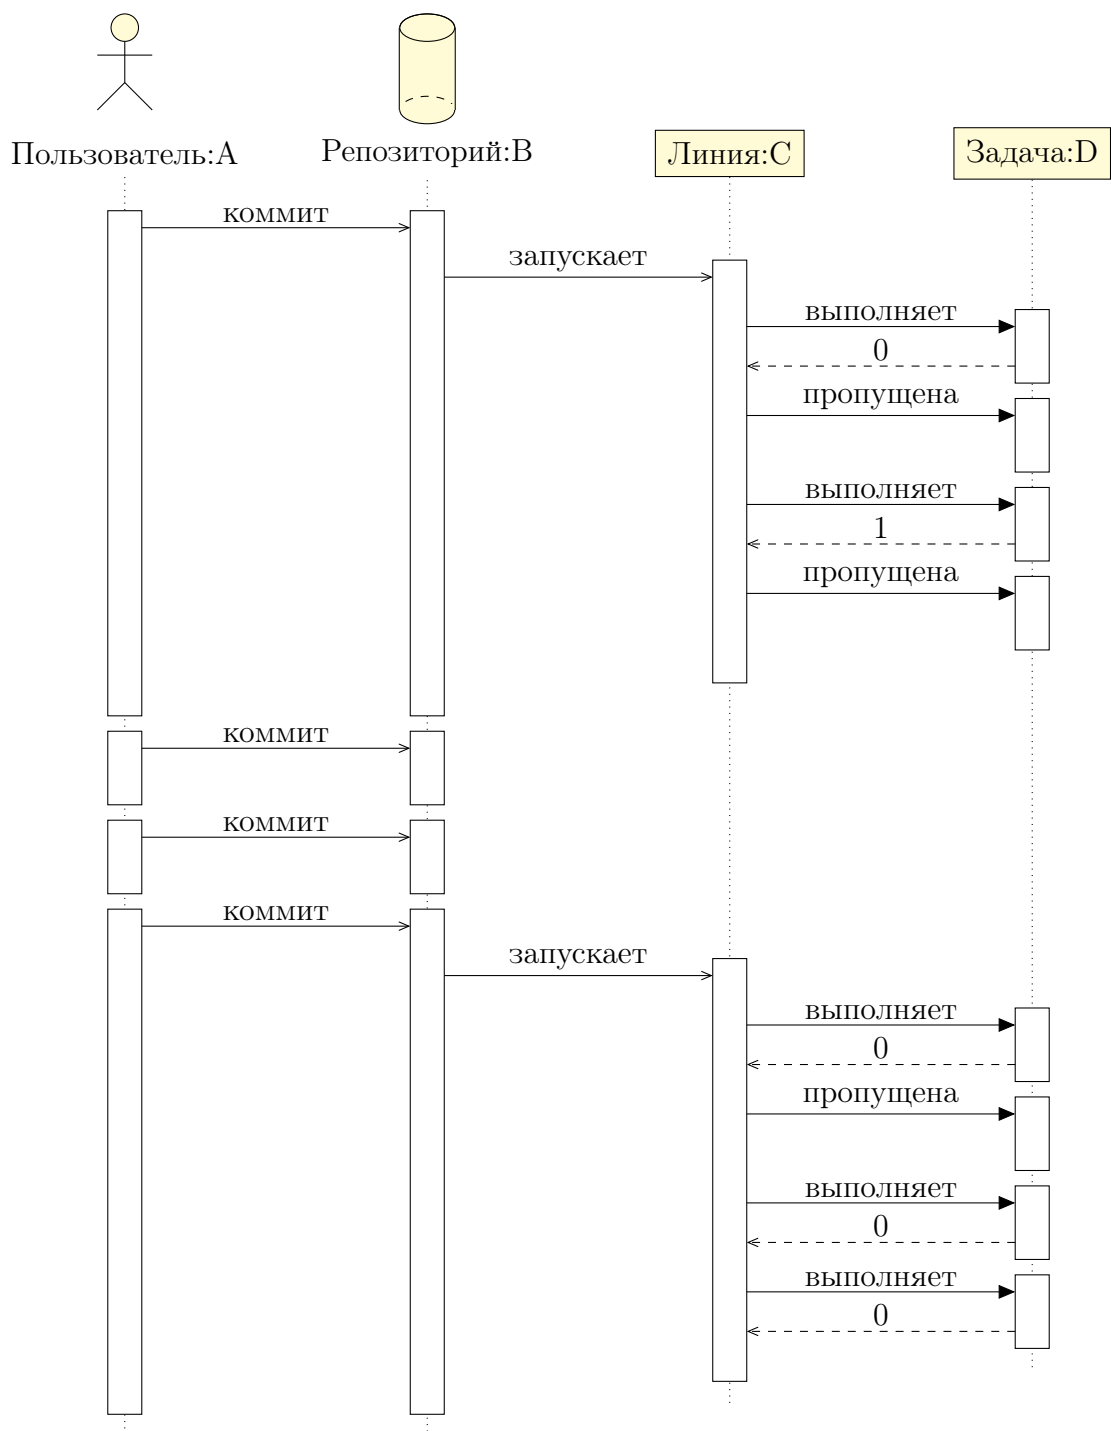 Пользователь:A
Репозиторий:B
Линия:C
Задача:D
коммит
запускает
выполняет
0
пропущена
выполняет
1
пропущена
коммит
коммит
коммит
запускает
выполняет
0
пропущена
выполняет
0
выполняет
0